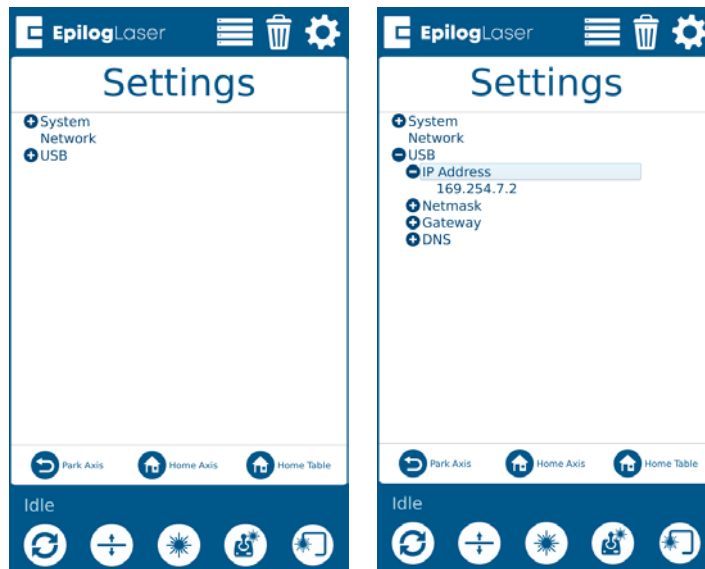 EpilogLaser
Settings
System
Network
USB
Park Axis
Home Axis
Home Table
Idle
EpilogLaser
Settings
System
Network
USB
IP Address
169.254.7.2
Netmask
Gateway
DNS
Park Axis
Home Axis
Home Table
Idle